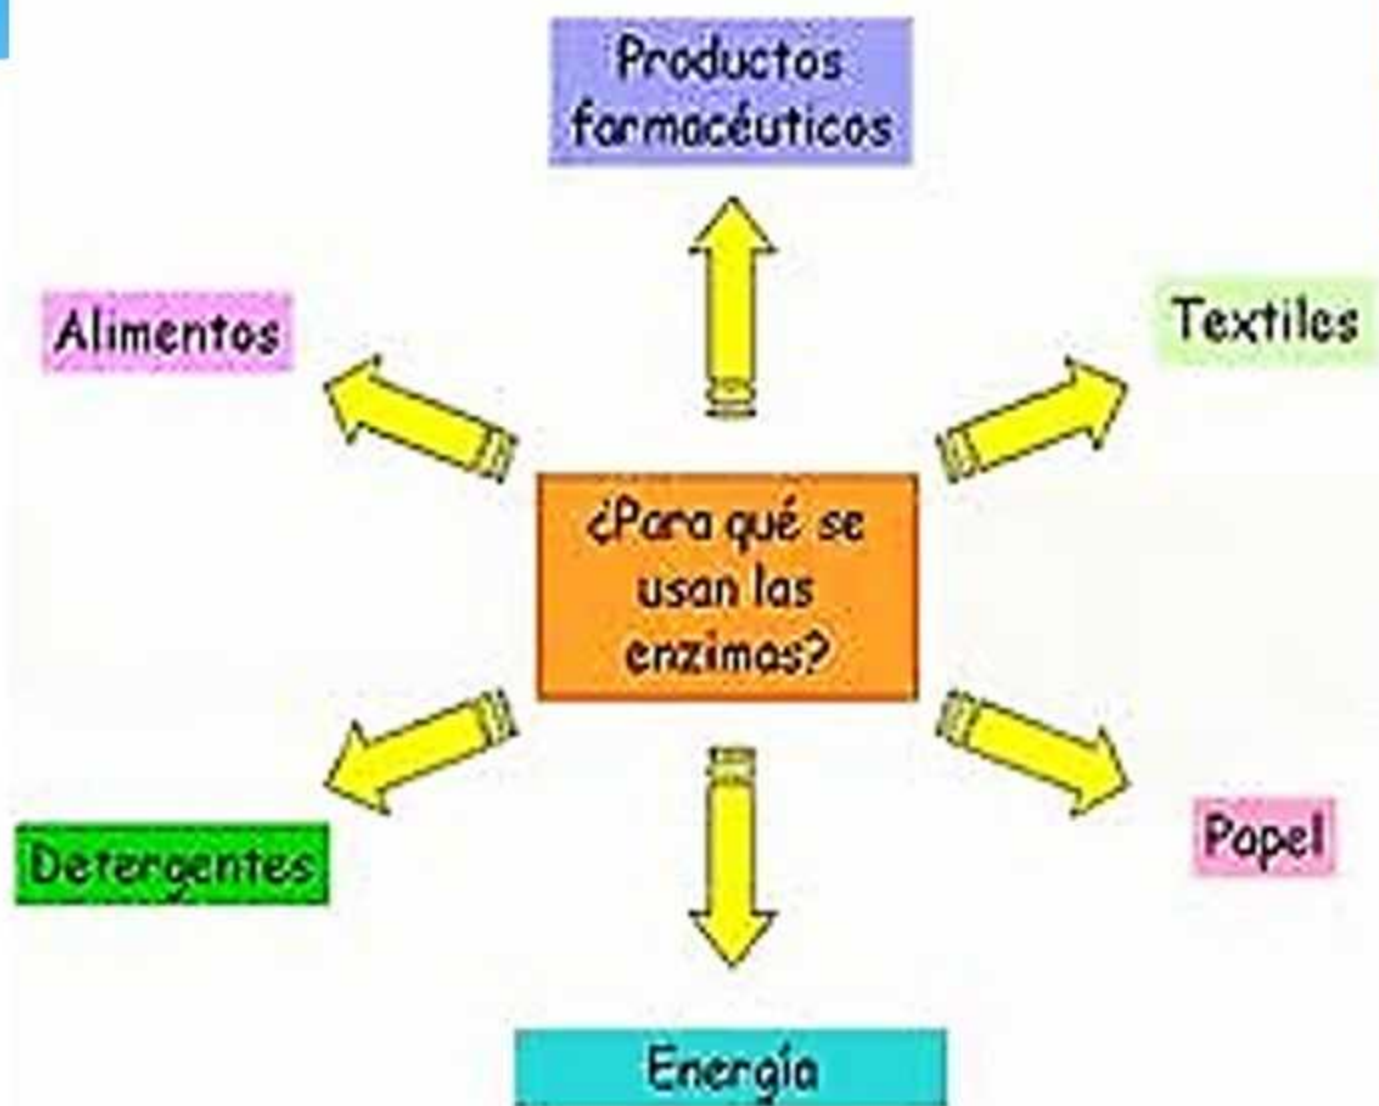 Productos
farmacéuticos
Alimentos
Textiles
¿Para qué se
usan las
enzimas?
Detergentes
Papel
Energía